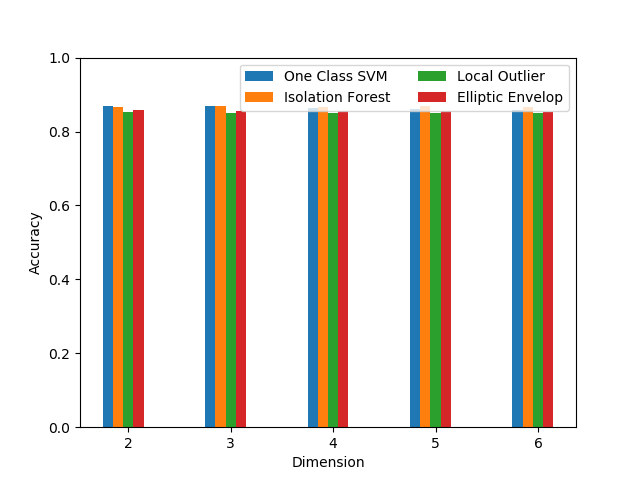 One Class SVM
Isolation Forest
Local Outlier
Elliptic Envelop
Accuracy
1.0
0.8
0.6
0.4
0.2
0.0
2 3 4 5 6
Dimension